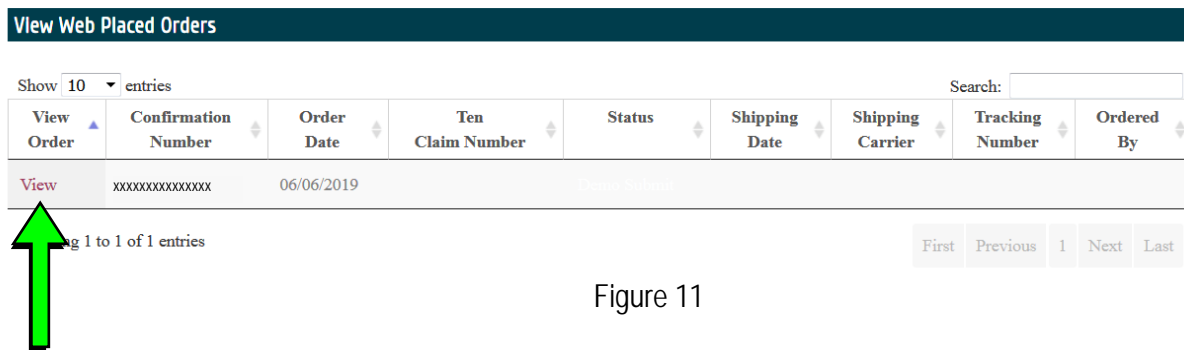 VIew Web Placed Orders
Show 10 entries
Search:
View Order
Confirmation Number
Order Date
Ten Claim Number
Status
Shipping Date
Shipping Carrier
Tracking Number
Ordered By
View xxxxxxxxxxxxxxx 06/06/2019 Demo Submit
1 to 1 of 1 entries
First Previous 1 Next Last
Figure 11